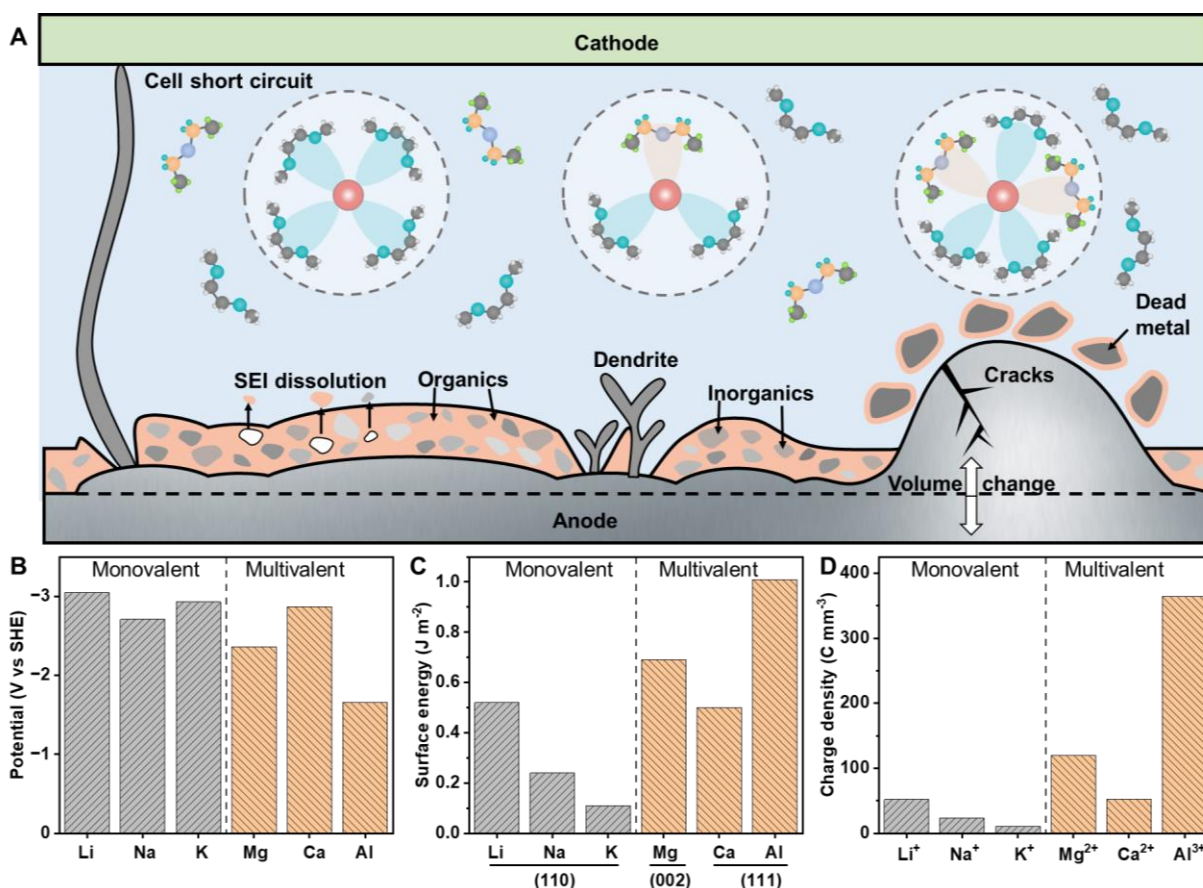 A
Cathode
Cell short circuit
Dead
metal
Dendrite
SEI dissolution
Organics
Inorganics
Cracks
Volume change
Anode
B
Monovalent Multivalent
Potential (V vs SHE)
−3
−2
−1
0
Li Na K Mg Ca Al
C
Monovalent Multivalent
Surface energy (J m⁻²)
1.0
0.8
0.6
0.4
0.2
0.0
Li Na K Mg Ca Al
(110) (002) (111)
D
Monovalent Multivalent
Charge density (C mm⁻³)
400
300
200
100
50
0
Li⁺ Na⁺ K⁺ Mg²⁺ Ca²⁺ Al³⁺